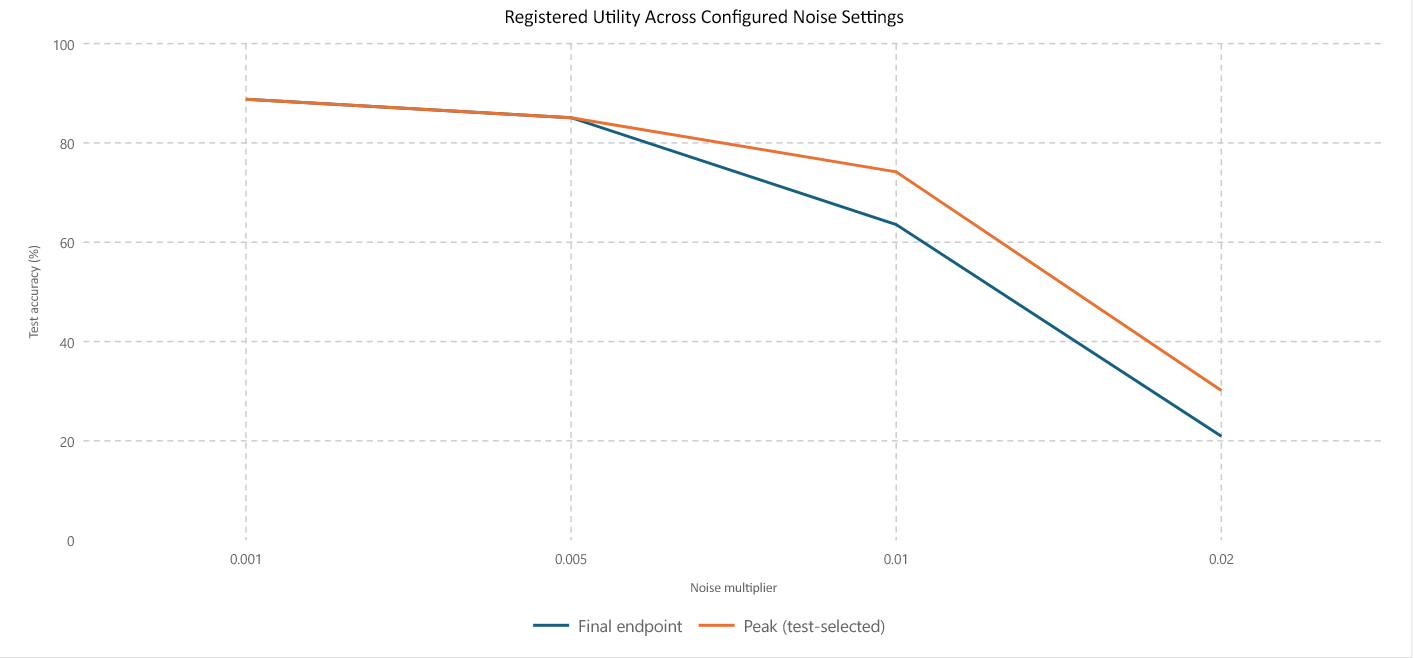 Registered Utility Across Configured Noise Settings
100
80
60
40
20
0
Test accuracy (%)
0.001 0.005 0.01 0.02
Noise multiplier
Final endpoint Peak (test-selected)